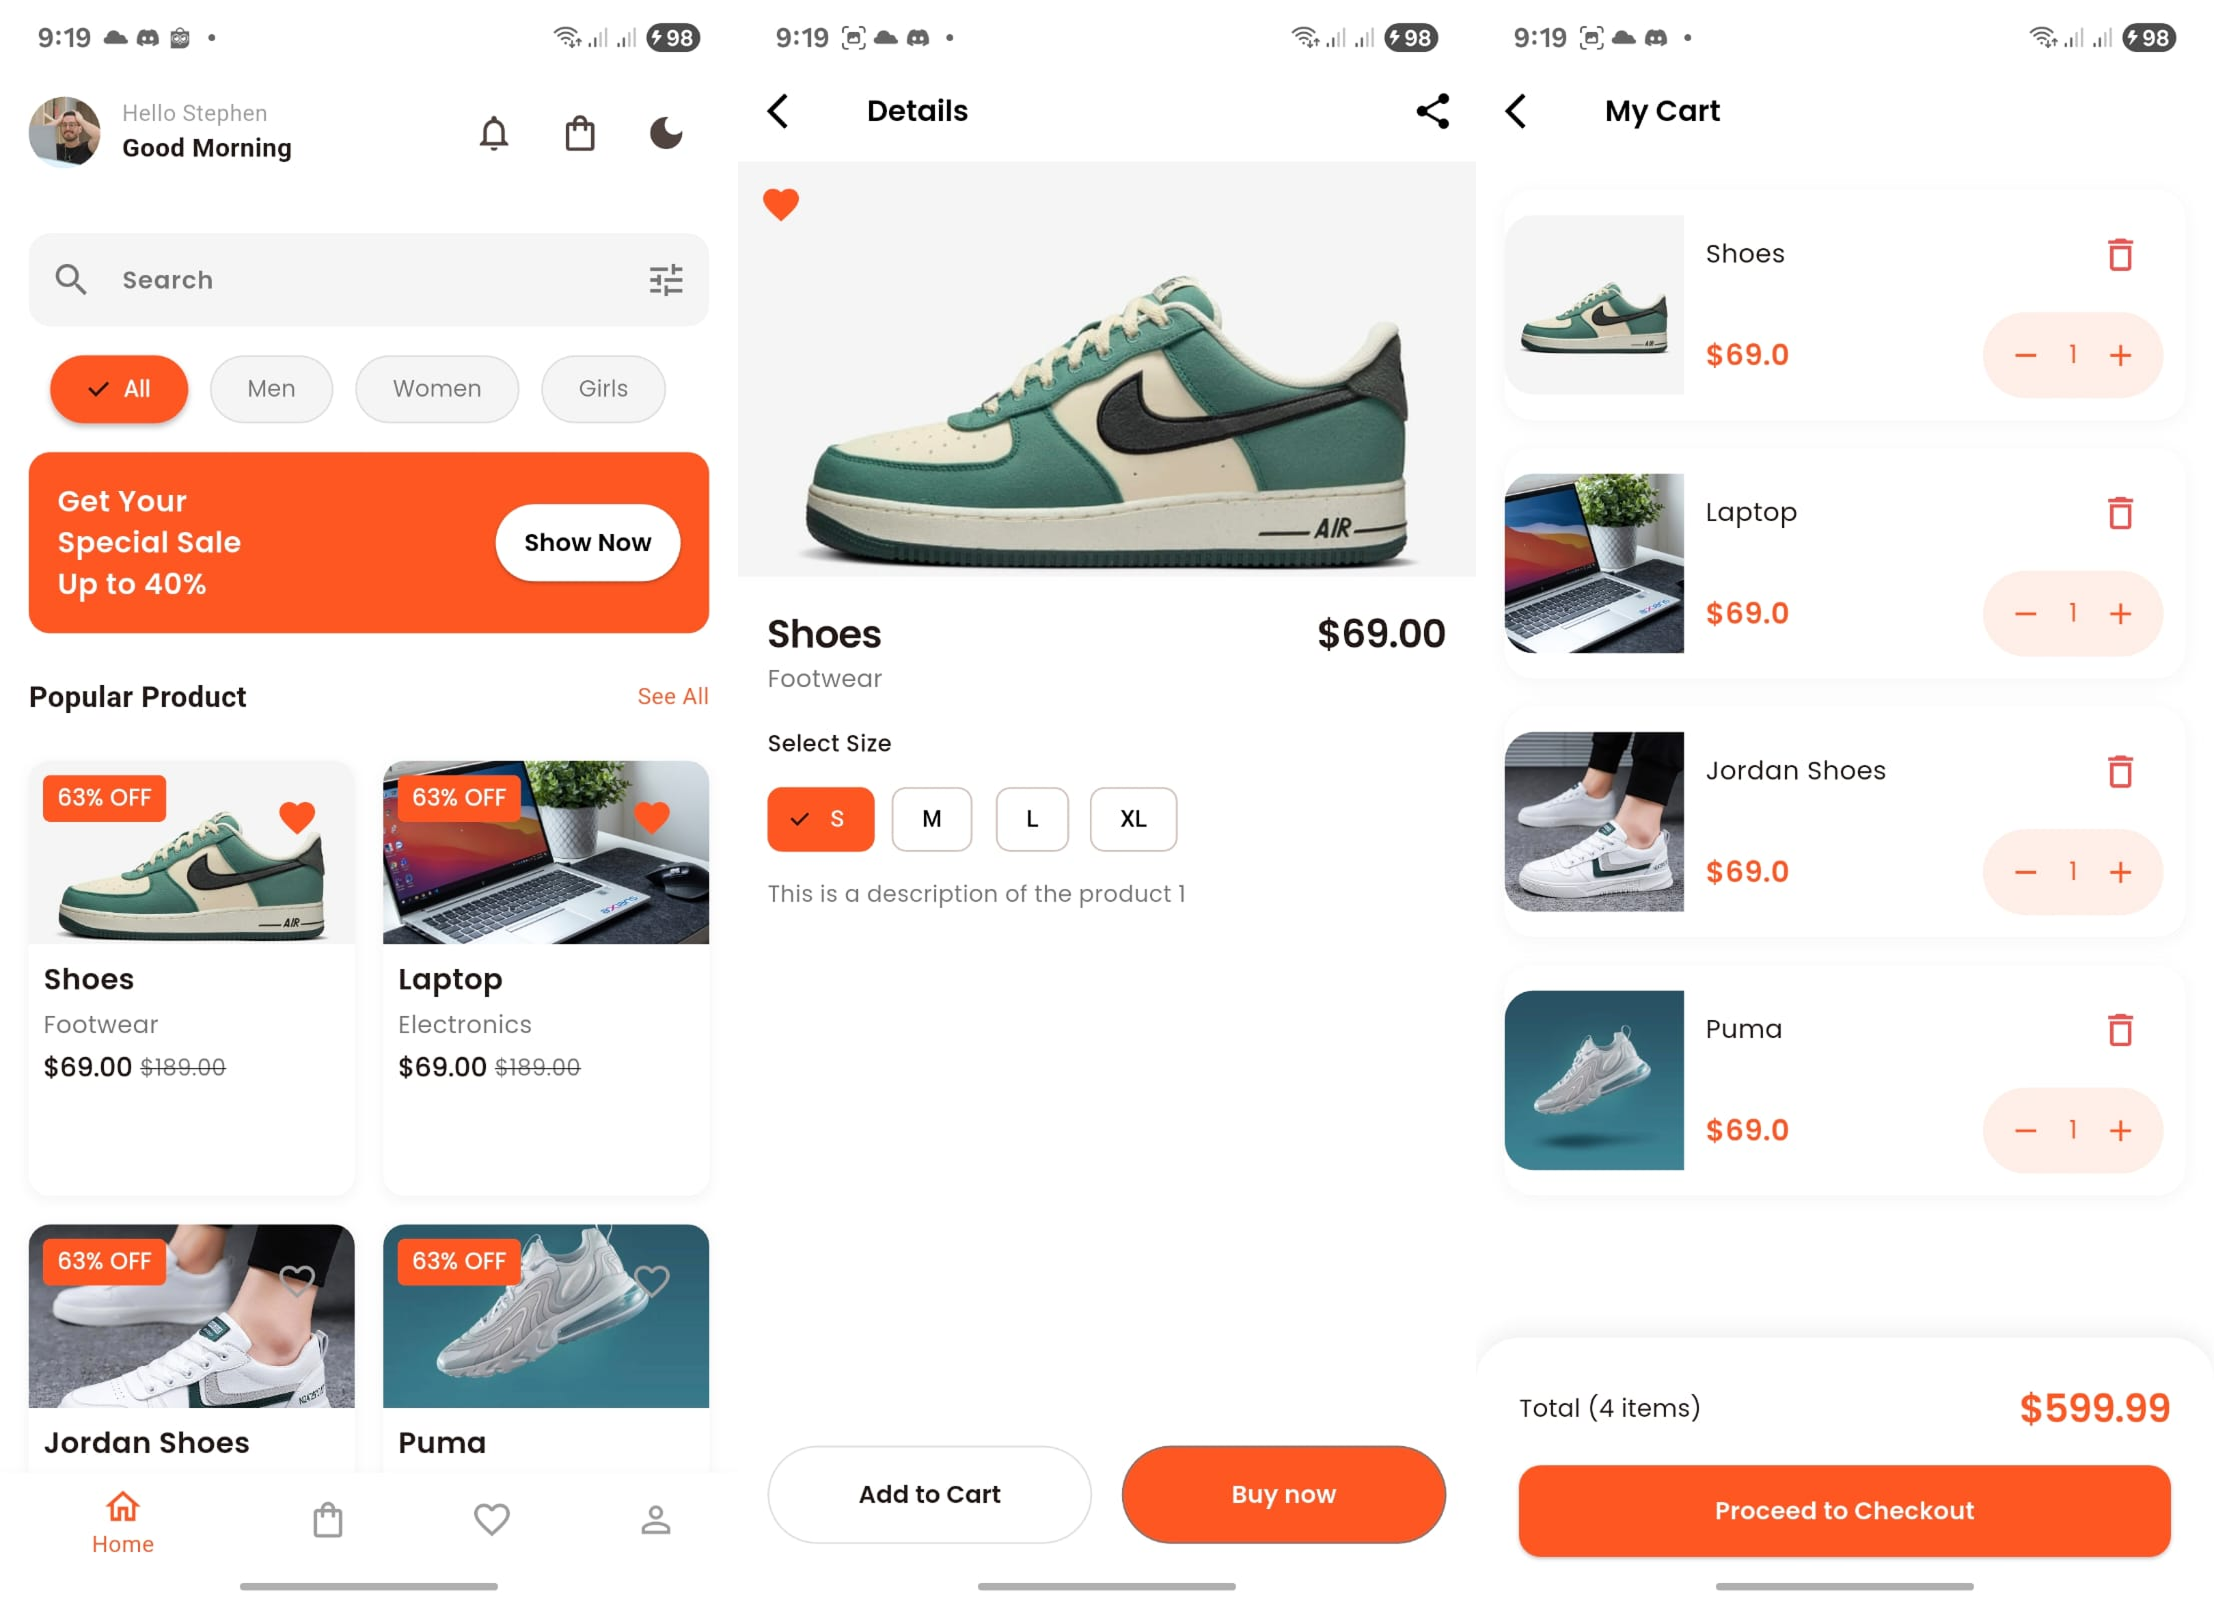 9:19
98
Hello Stephen
Good Morning
Search
All
Men
Women
Girls
Get Your
Special Sale
Up to 40%
Show Now
Popular Product
See All
63% OFF
63% OFF
AIR
axxens
Shoes
Laptop
Footwear
Electronics
$69.00 $189.00
$69.00 $189.00
63% OFF
63% OFF
Jordan Shoes
Puma
Home
9:19
98
Details
AIR
Shoes
$69.00
Footwear
Select Size
S
M
L
XL
This is a description of the product 1
Add to Cart
Buy now
9:19
98
My Cart
Shoes
AIR
$69.0
1
Laptop
axxens
$69.0
1
Jordan Shoes
$69.0
1
Puma
$69.0
1
Total (4 items)
$599.99
Proceed to Checkout